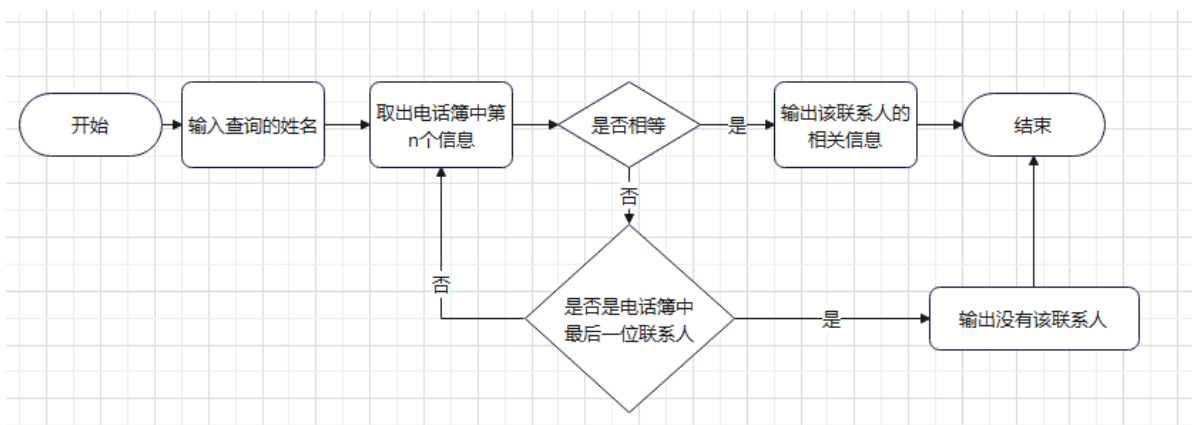 开始
输入查询的姓名
取出电话簿中第
n个信息
是否相等
是
输出该联系人的
相关信息
结束
否
否
是否是电话簿中
最后一位联系人
是
输出没有该联系人